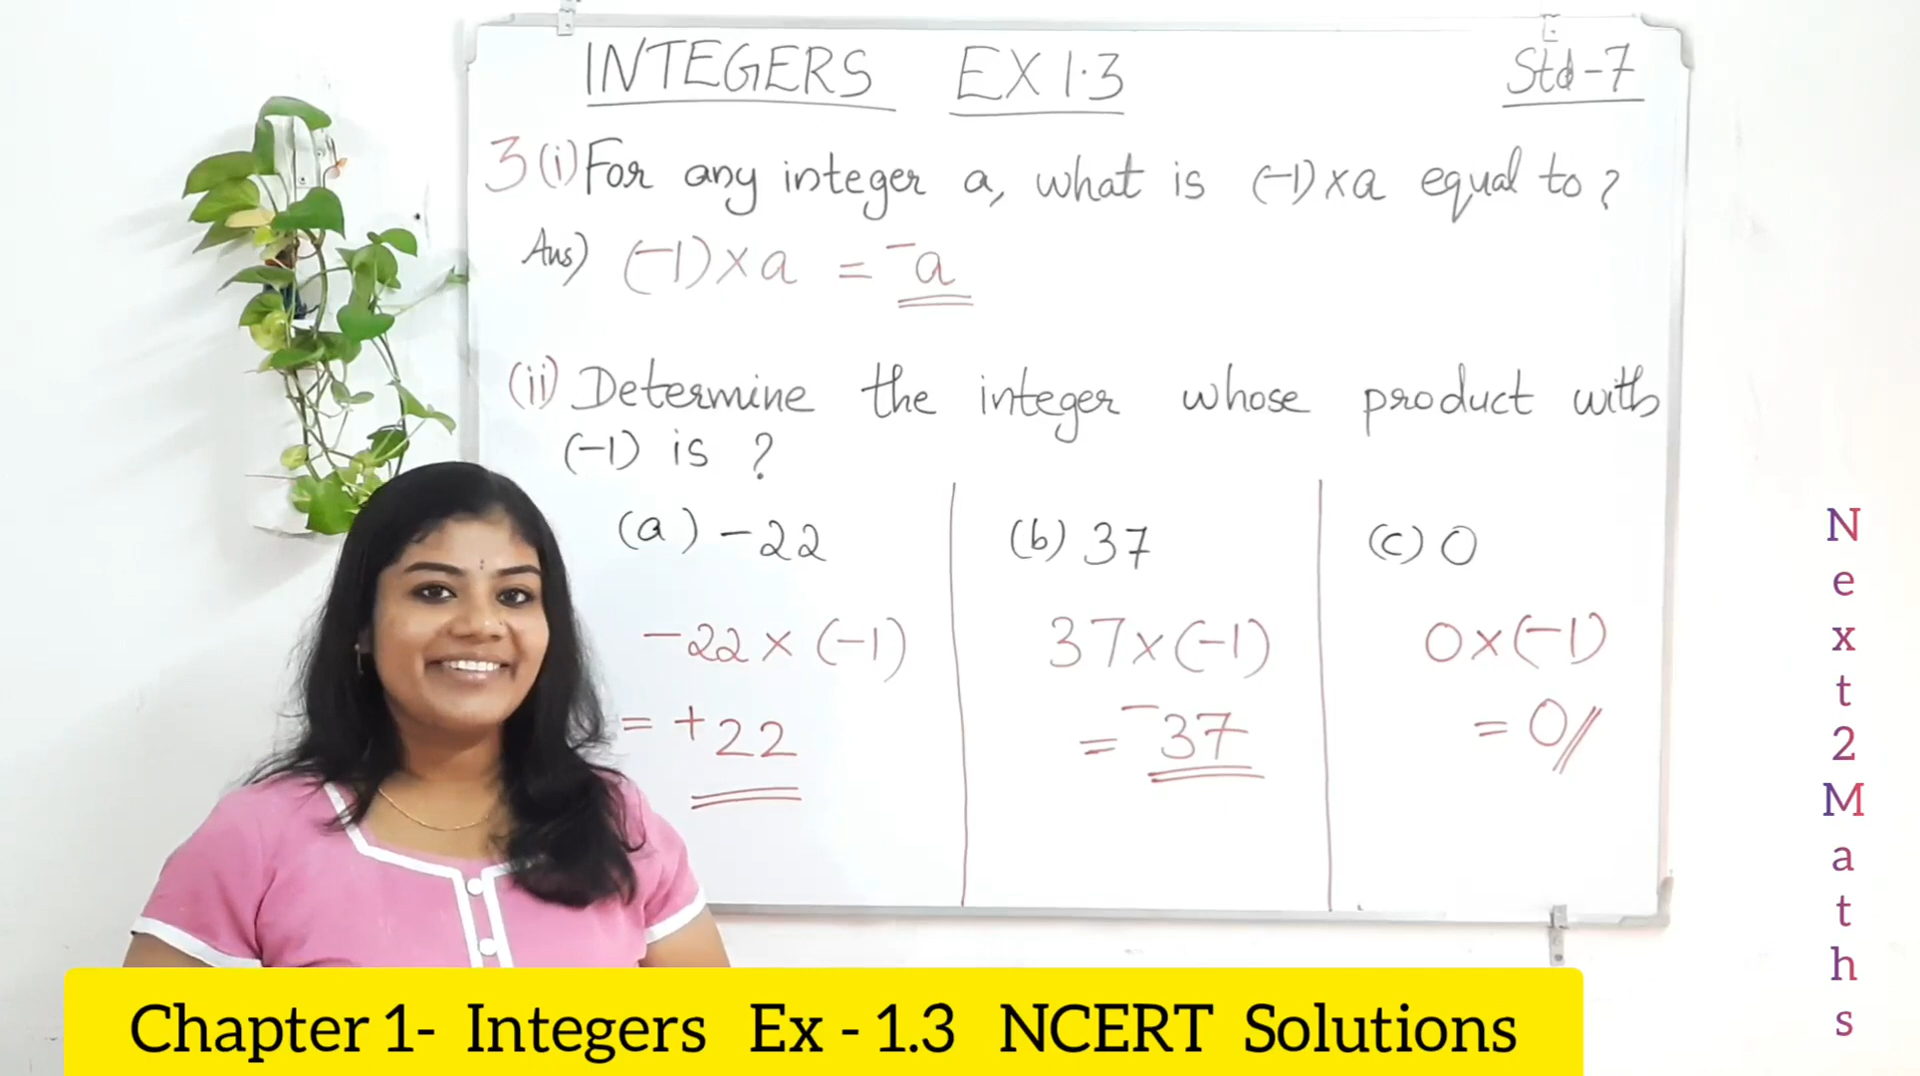 INTEGERS EX 1.3 Std-7
3 (i) For any integer a, what is (-1)×a equal to?
Ans) (-1)×a = -a
(ii) Determine the integer whose product with
(-1) is ?
(a) -22 (b) 37 (c) 0
-22×(-1) 37×(-1) 0×(-1)
= +22 = -37 = 0//
Next2Maths
Chapter 1- Integers Ex - 1.3 NCERT Solutions